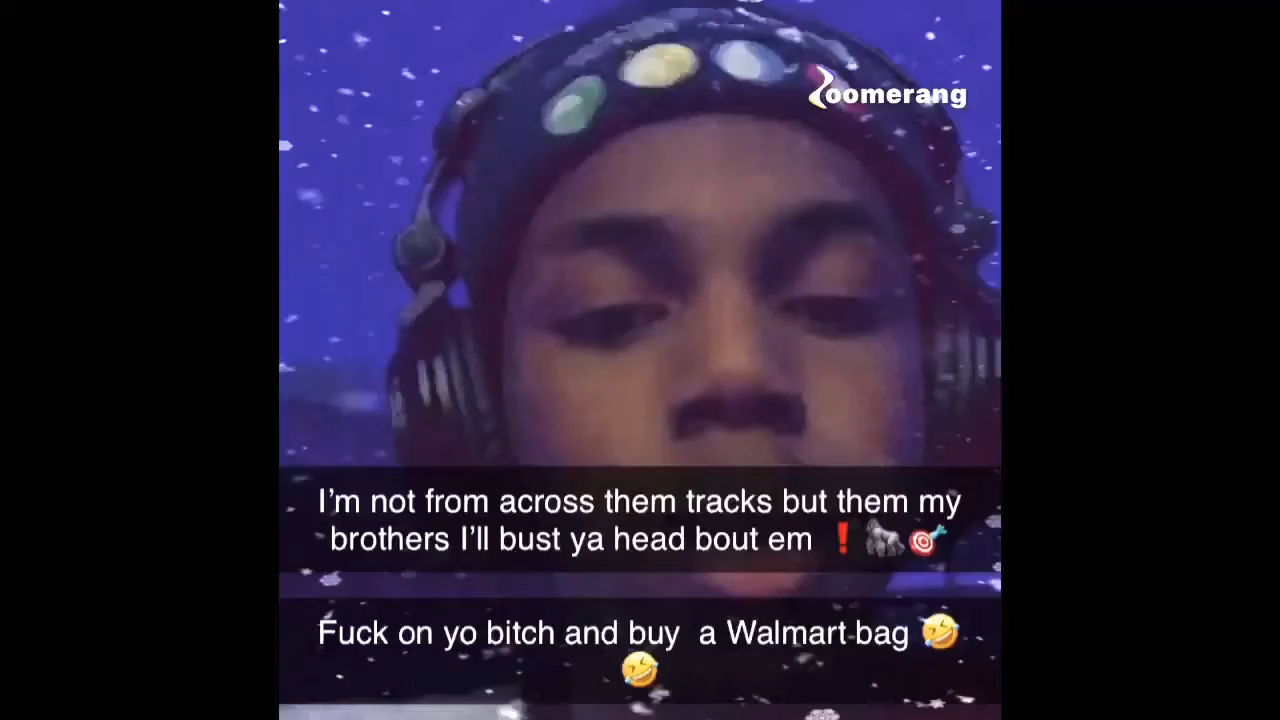 Zoomerang
I'm not from across them tracks but them my
brothers I'll bust ya head bout em ❗🦍🎯
Fuck on yo bitch and buy a Walmart bag 🤣
🤣